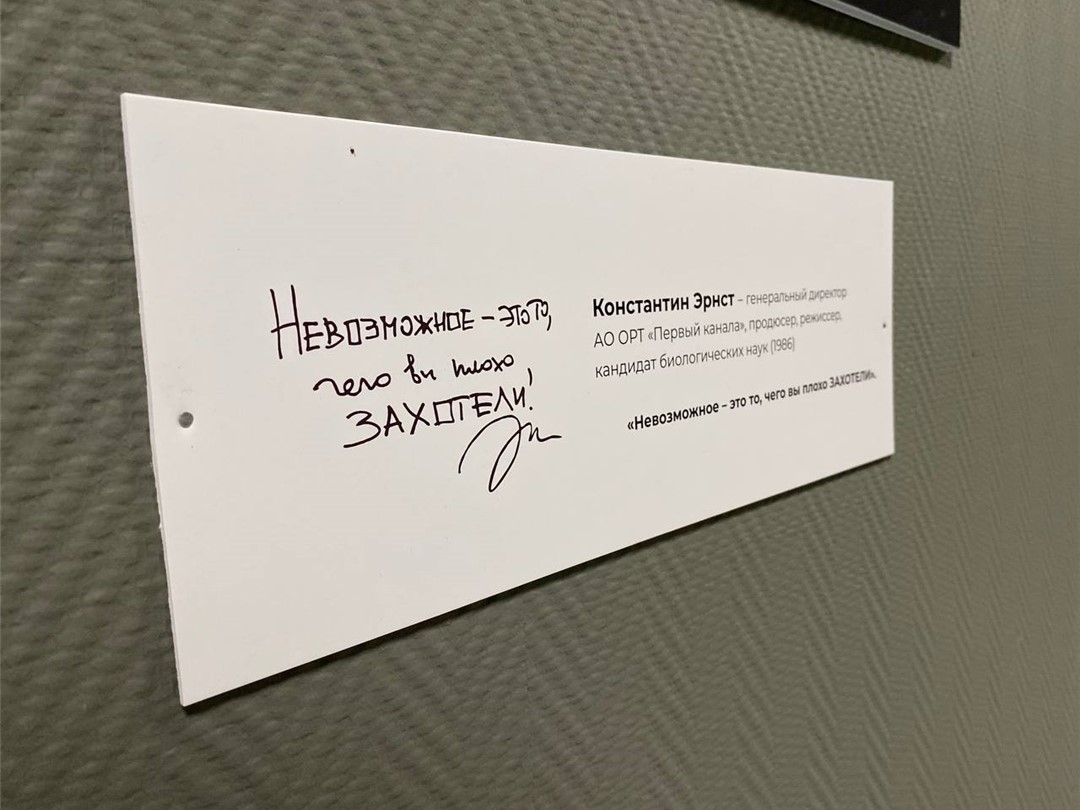 Невозможное – это то,
чего вы плохо
ЗАХОТЕЛИ!
Константин Эрнст – генеральный директор
АО ОРТ «Первый канала», продюсер, режиссер,
кандидат биологических наук (1986)
«Невозможное – это то, чего вы плохо ЗАХОТЕЛИ».